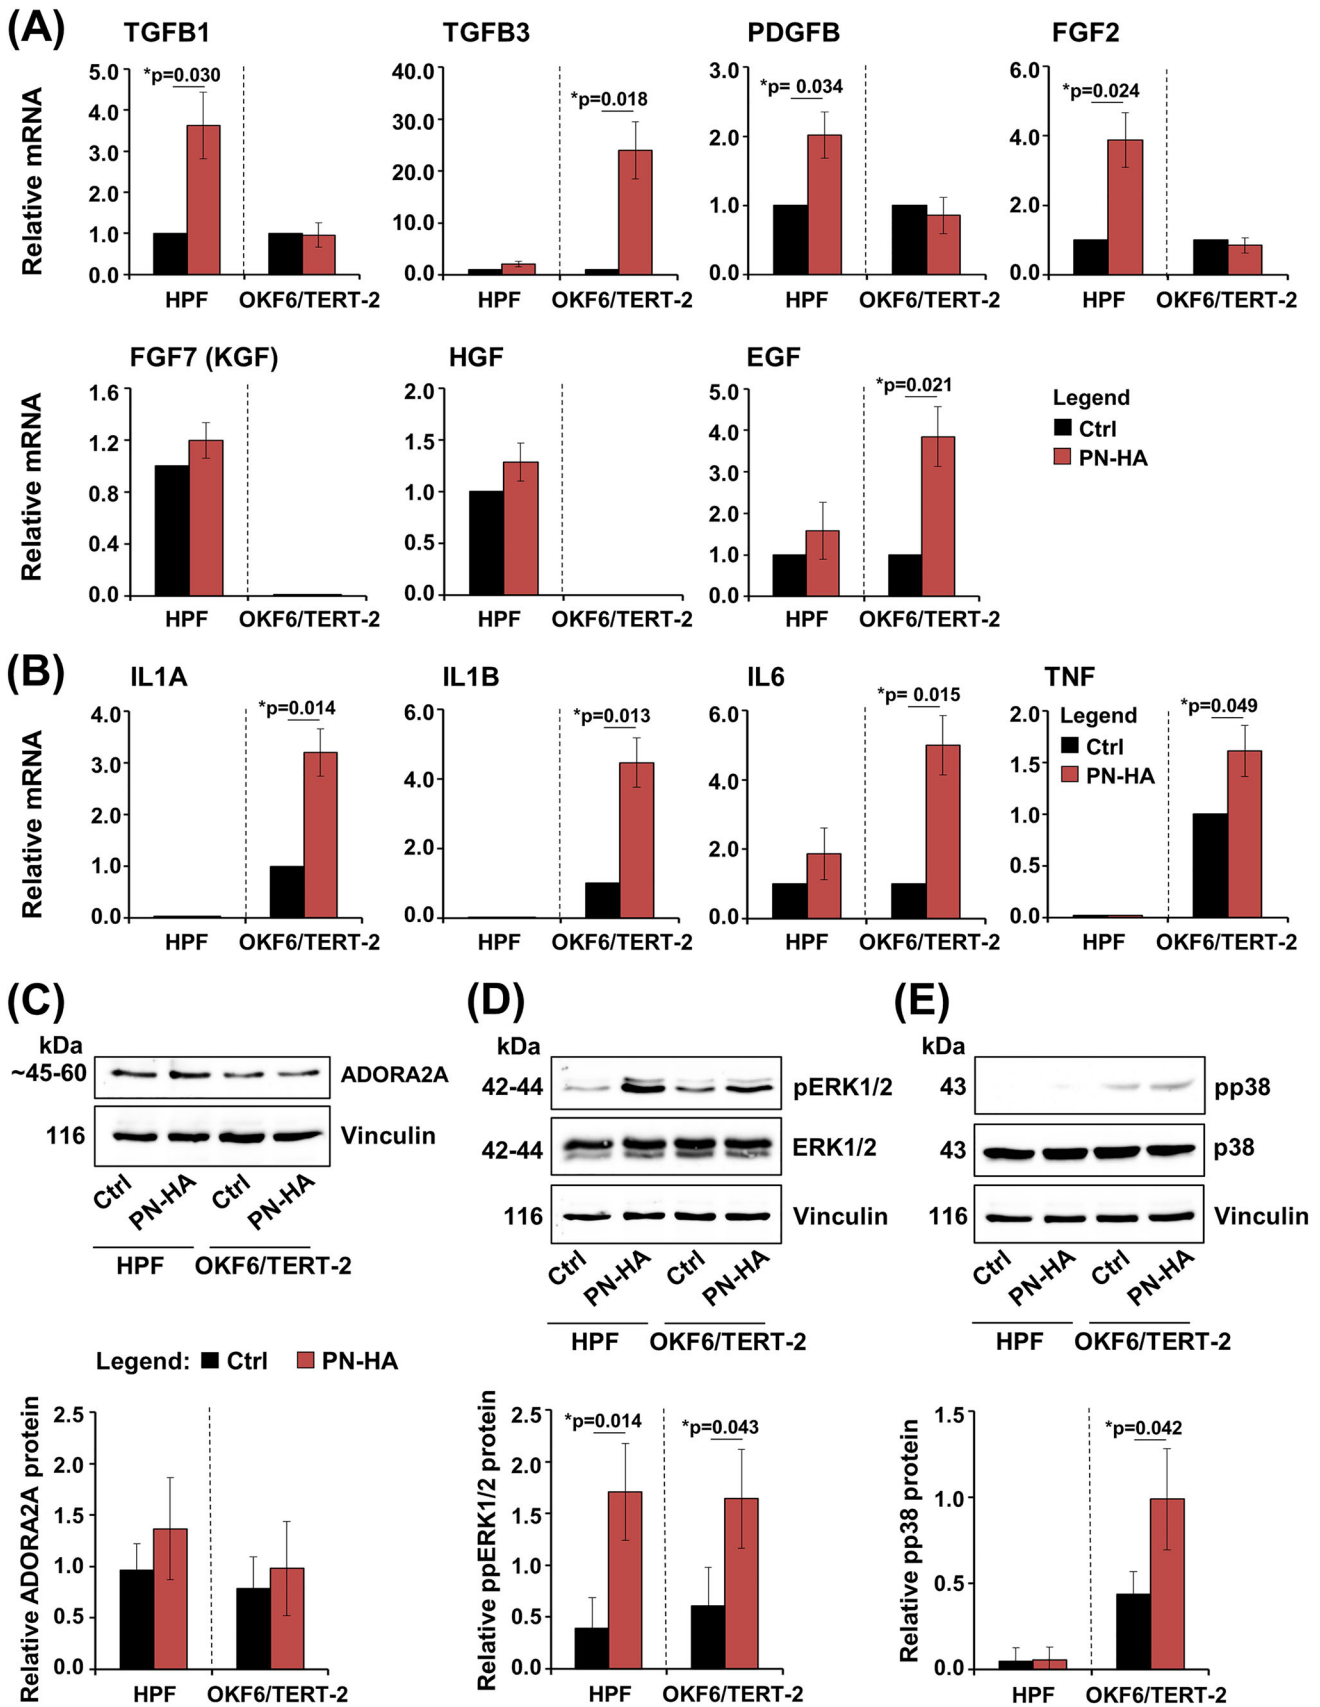 (A)
TGFB1 TGFB3 PDGFB FGF2
Relative mRNA
5.0 4.0 3.0 2.0 1.0 0.0
*p=0.030
HPF OKF6/TERT-2
40.0 30.0 20.0 10.0 0.0
*p=0.018
HPF OKF6/TERT-2
3.0 2.0 1.0 0.0
*p= 0.034
HPF OKF6/TERT-2
6.0 4.0 2.0 0.0
*p=0.024
HPF OKF6/TERT-2
FGF7 (KGF) HGF EGF
Relative mRNA
1.6 1.2 0.8 0.4 0.0
HPF OKF6/TERT-2
2.0 1.5 1.0 0.5 0.0
HPF OKF6/TERT-2
5.0 4.0 3.0 2.0 1.0 0.0
*p=0.021
HPF OKF6/TERT-2
Legend
Ctrl
PN-HA
(B)
IL1A IL1B IL6 TNF
Relative mRNA
4.0 3.0 2.0 1.0 0.0
*p=0.014
HPF OKF6/TERT-2
6.0 4.0 2.0 0.0
*p=0.013
HPF OKF6/TERT-2
6.0 4.0 2.0 0.0
*p= 0.015
HPF OKF6/TERT-2
2.0 1.5 1.0 0.5 0.0
Legend
Ctrl
PN-HA
*p=0.049
HPF OKF6/TERT-2
(C)
kDa
~45-60 ADORA2A
116 Vinculin
Ctrl PN-HA Ctrl PN-HA
HPF OKF6/TERT-2
Legend: Ctrl PN-HA
Relative ADORA2A protein
2.5 2.0 1.5 1.0 0.5 0.0
HPF OKF6/TERT-2
(D)
kDa
42-44 pERK1/2
42-44 ERK1/2
116 Vinculin
Ctrl PN-HA Ctrl PN-HA
HPF OKF6/TERT-2
Relative ppERK1/2 protein
2.5 2.0 1.5 1.0 0.5 0.0
*p=0.014 *p=0.043
HPF OKF6/TERT-2
(E)
kDa
43 pp38
43 p38
116 Vinculin
Ctrl PN-HA Ctrl PN-HA
HPF OKF6/TERT-2
Relative pp38 protein
1.5 1.0 0.5 0.0
*p=0.042
HPF OKF6/TERT-2